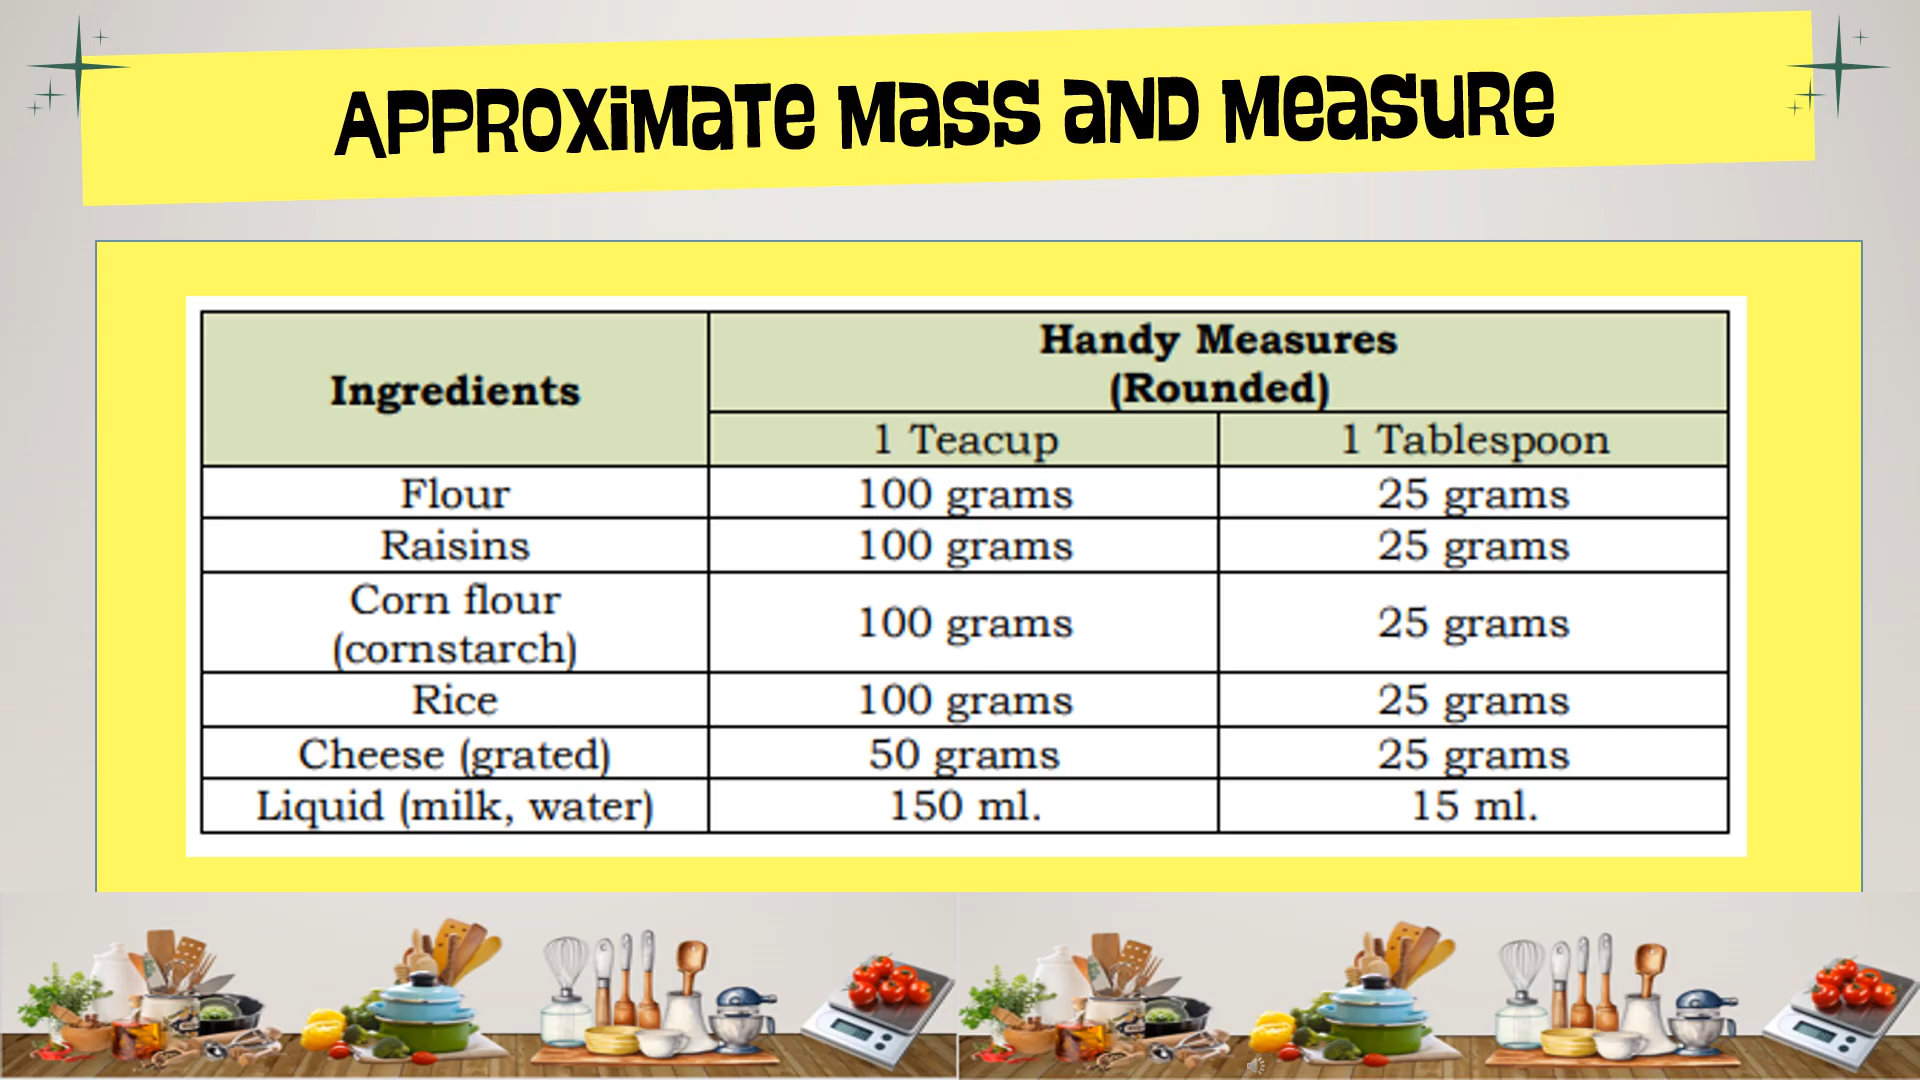 APPROXiMaTe Mass aND Measure
Handy Measures
(Rounded)
Ingredients
1 Teacup 1 Tablespoon
Flour 100 grams 25 grams
Raisins 100 grams 25 grams
Corn flour
(cornstarch) 100 grams 25 grams
Rice 100 grams 25 grams
Cheese (grated) 50 grams 25 grams
Liquid (milk, water) 150 ml. 15 ml.